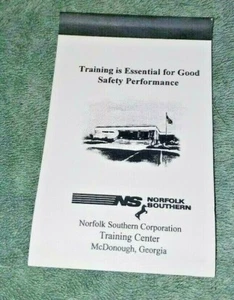 Training is Essential for Good
Safety Performance
NS NORFOLK
SOUTHERN
Norfolk Southern Corporation
Training Center
McDonough, Georgia